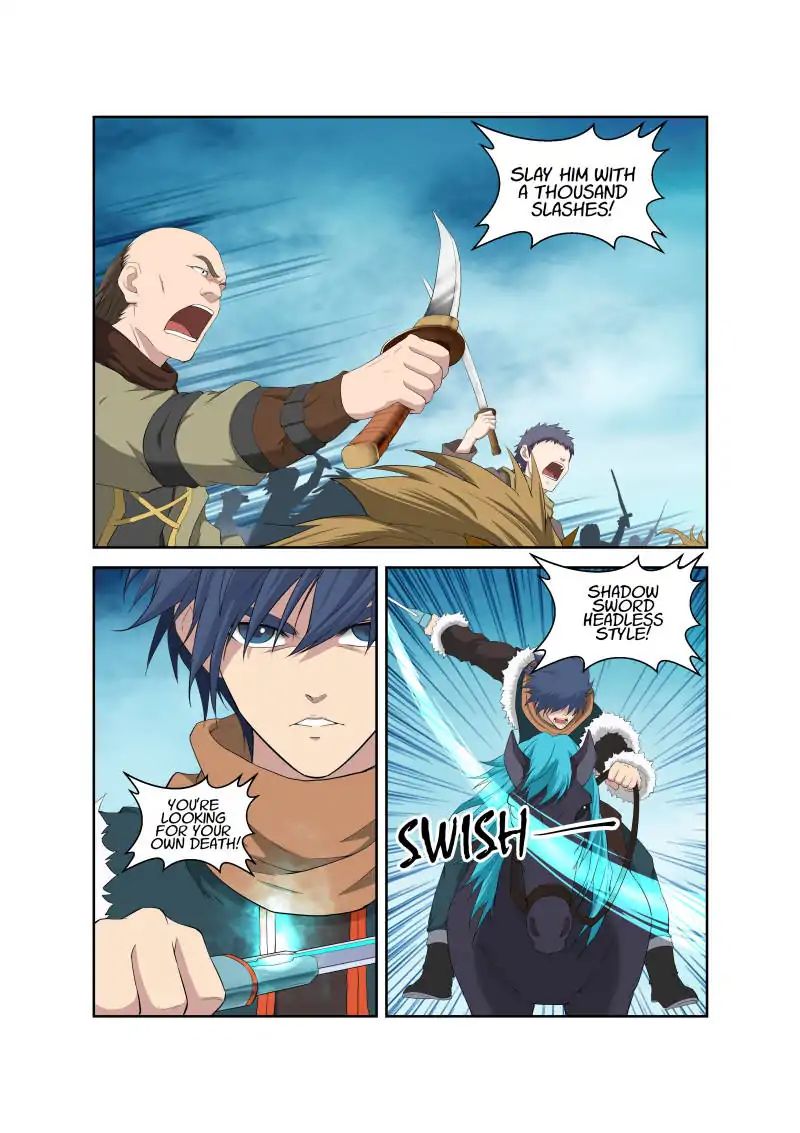 SLAY HIM WITH
A THOUSAND
SLASHES!
YOU'RE
LOOKING
FOR YOUR
OWN DEATH!
SHADOW
SWORD
HEADLESS
STYLE!
SWISH